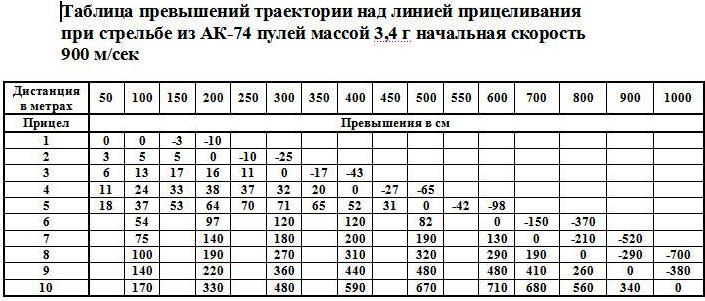 Таблица превышений траектории над линией прицеливания
при стрельбе из АК-74 пулей массой 3,4 г начальная скорость
900 м/сек
Дистанция в метрах 50 100 150 200 250 300 350 400 450 500 550 600 700 800 900 1000
Прицел Превышения в см
1 0 0 -3 -10
2 3 5 5 0 -10 -25
3 6 13 17 16 11 0 -17 -43
4 11 24 33 38 37 32 20 0 -27 -65
5 18 37 53 64 70 71 65 52 31 0 -42 -98
6 54 97 120 120 82 0 -150 -370
7 75 140 180 200 190 130 0 -210 -520
8 100 190 270 310 320 290 190 0 -290 -700
9 140 220 360 440 480 480 410 260 0 -380
10 170 330 480 590 670 710 680 560 340 0